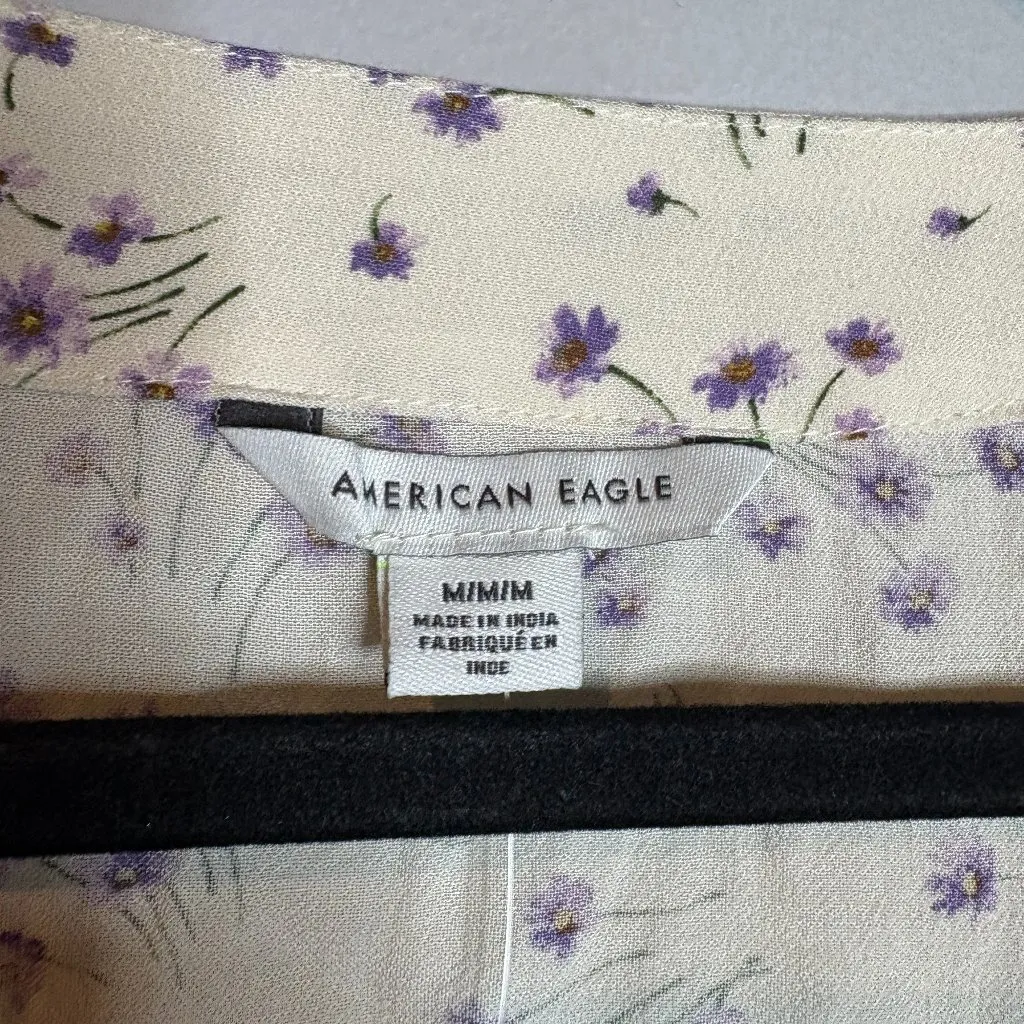 AMERICAN EAGLE
M/M/M
MADE IN INDIA
FABRIQUÉ EN
INDE